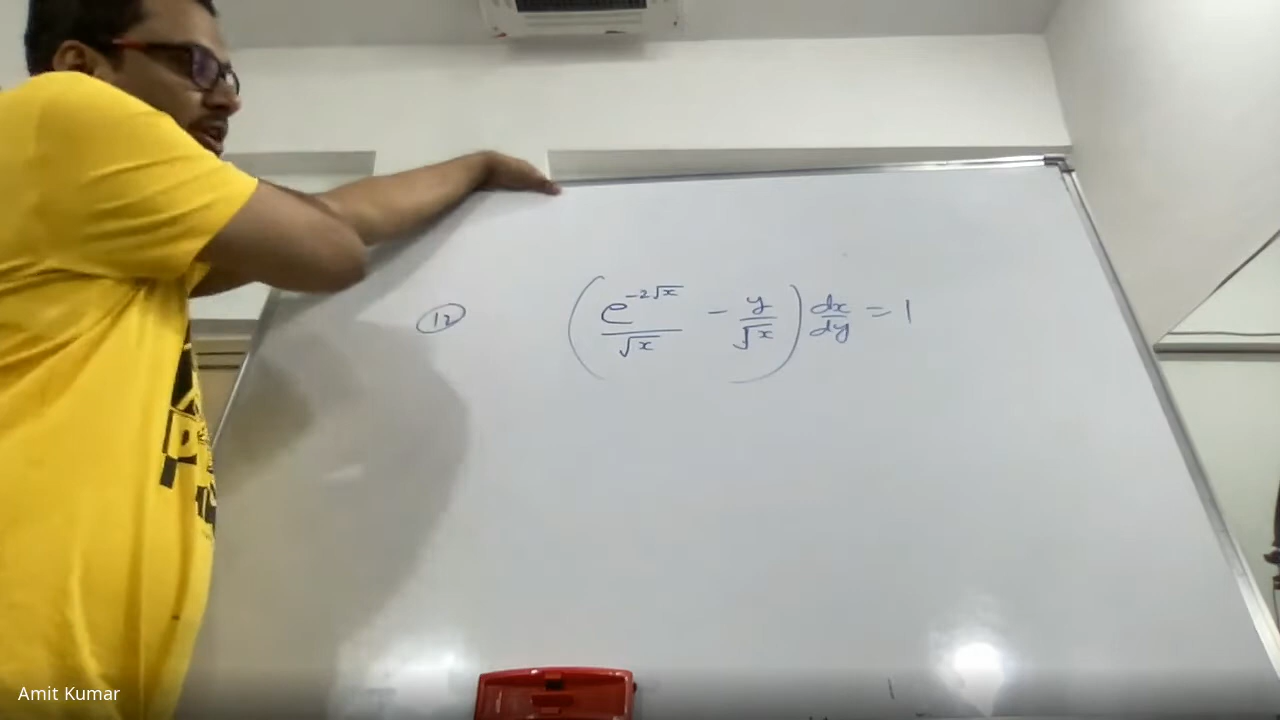 (12) (e^{-2√x}/√x - y/√x) dx/dy = 1
Amit Kumar